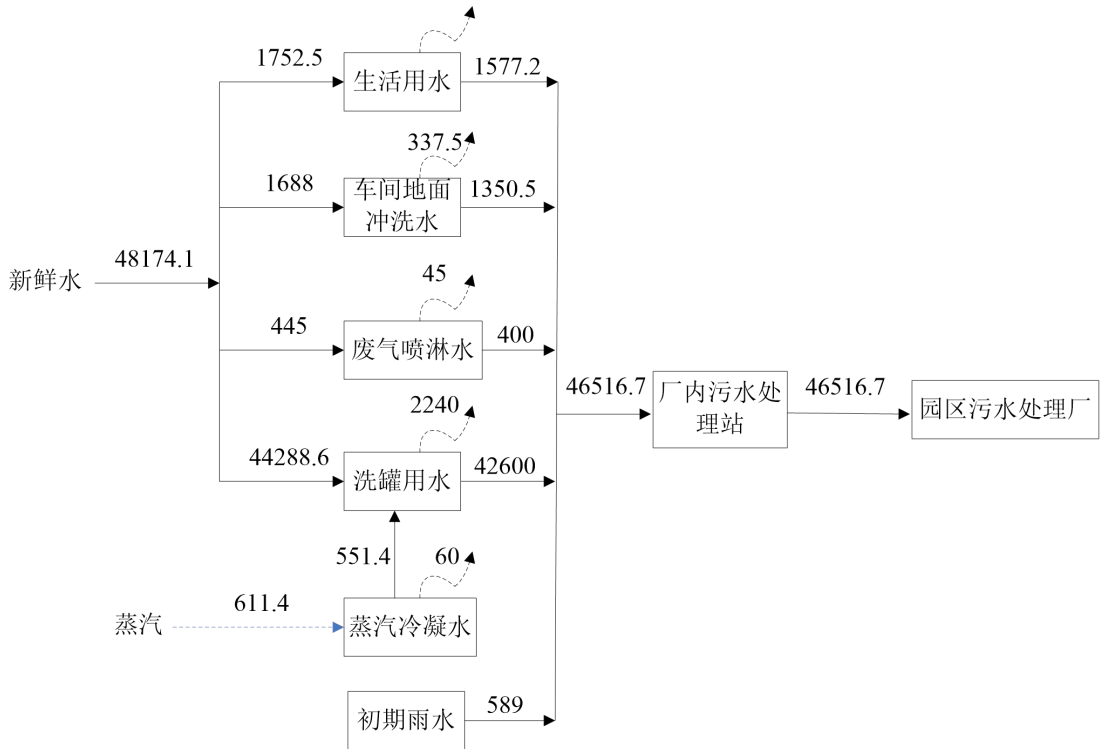 1752.5
生活用水
1577.2
337.5
1688
车间地面
冲洗水
1350.5
新鲜水
48174.1
45
445
废气喷淋水
400
46516.7
厂内污水处
理站
46516.7
园区污水处理厂
2240
44288.6
洗罐用水
42600
551.4
60
蒸汽
611.4
蒸汽冷凝水
初期雨水
589